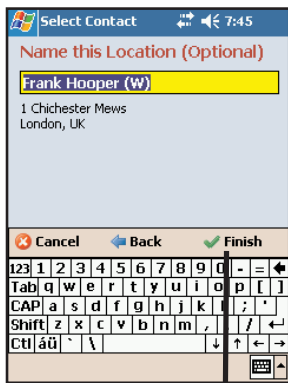 Select Contact 7:45
Name this Location (Optional)
Frank Hooper (W)
1 Chichester Mews
London, UK
Cancel Back Finish
123 1 2 3 4 5 6 7 8 9 0 - =
Tab q w e r t y u i o p [ ]
CAP a s d f g h j k ; '
Shift z x c v b n m , /
Ctl áü ` \